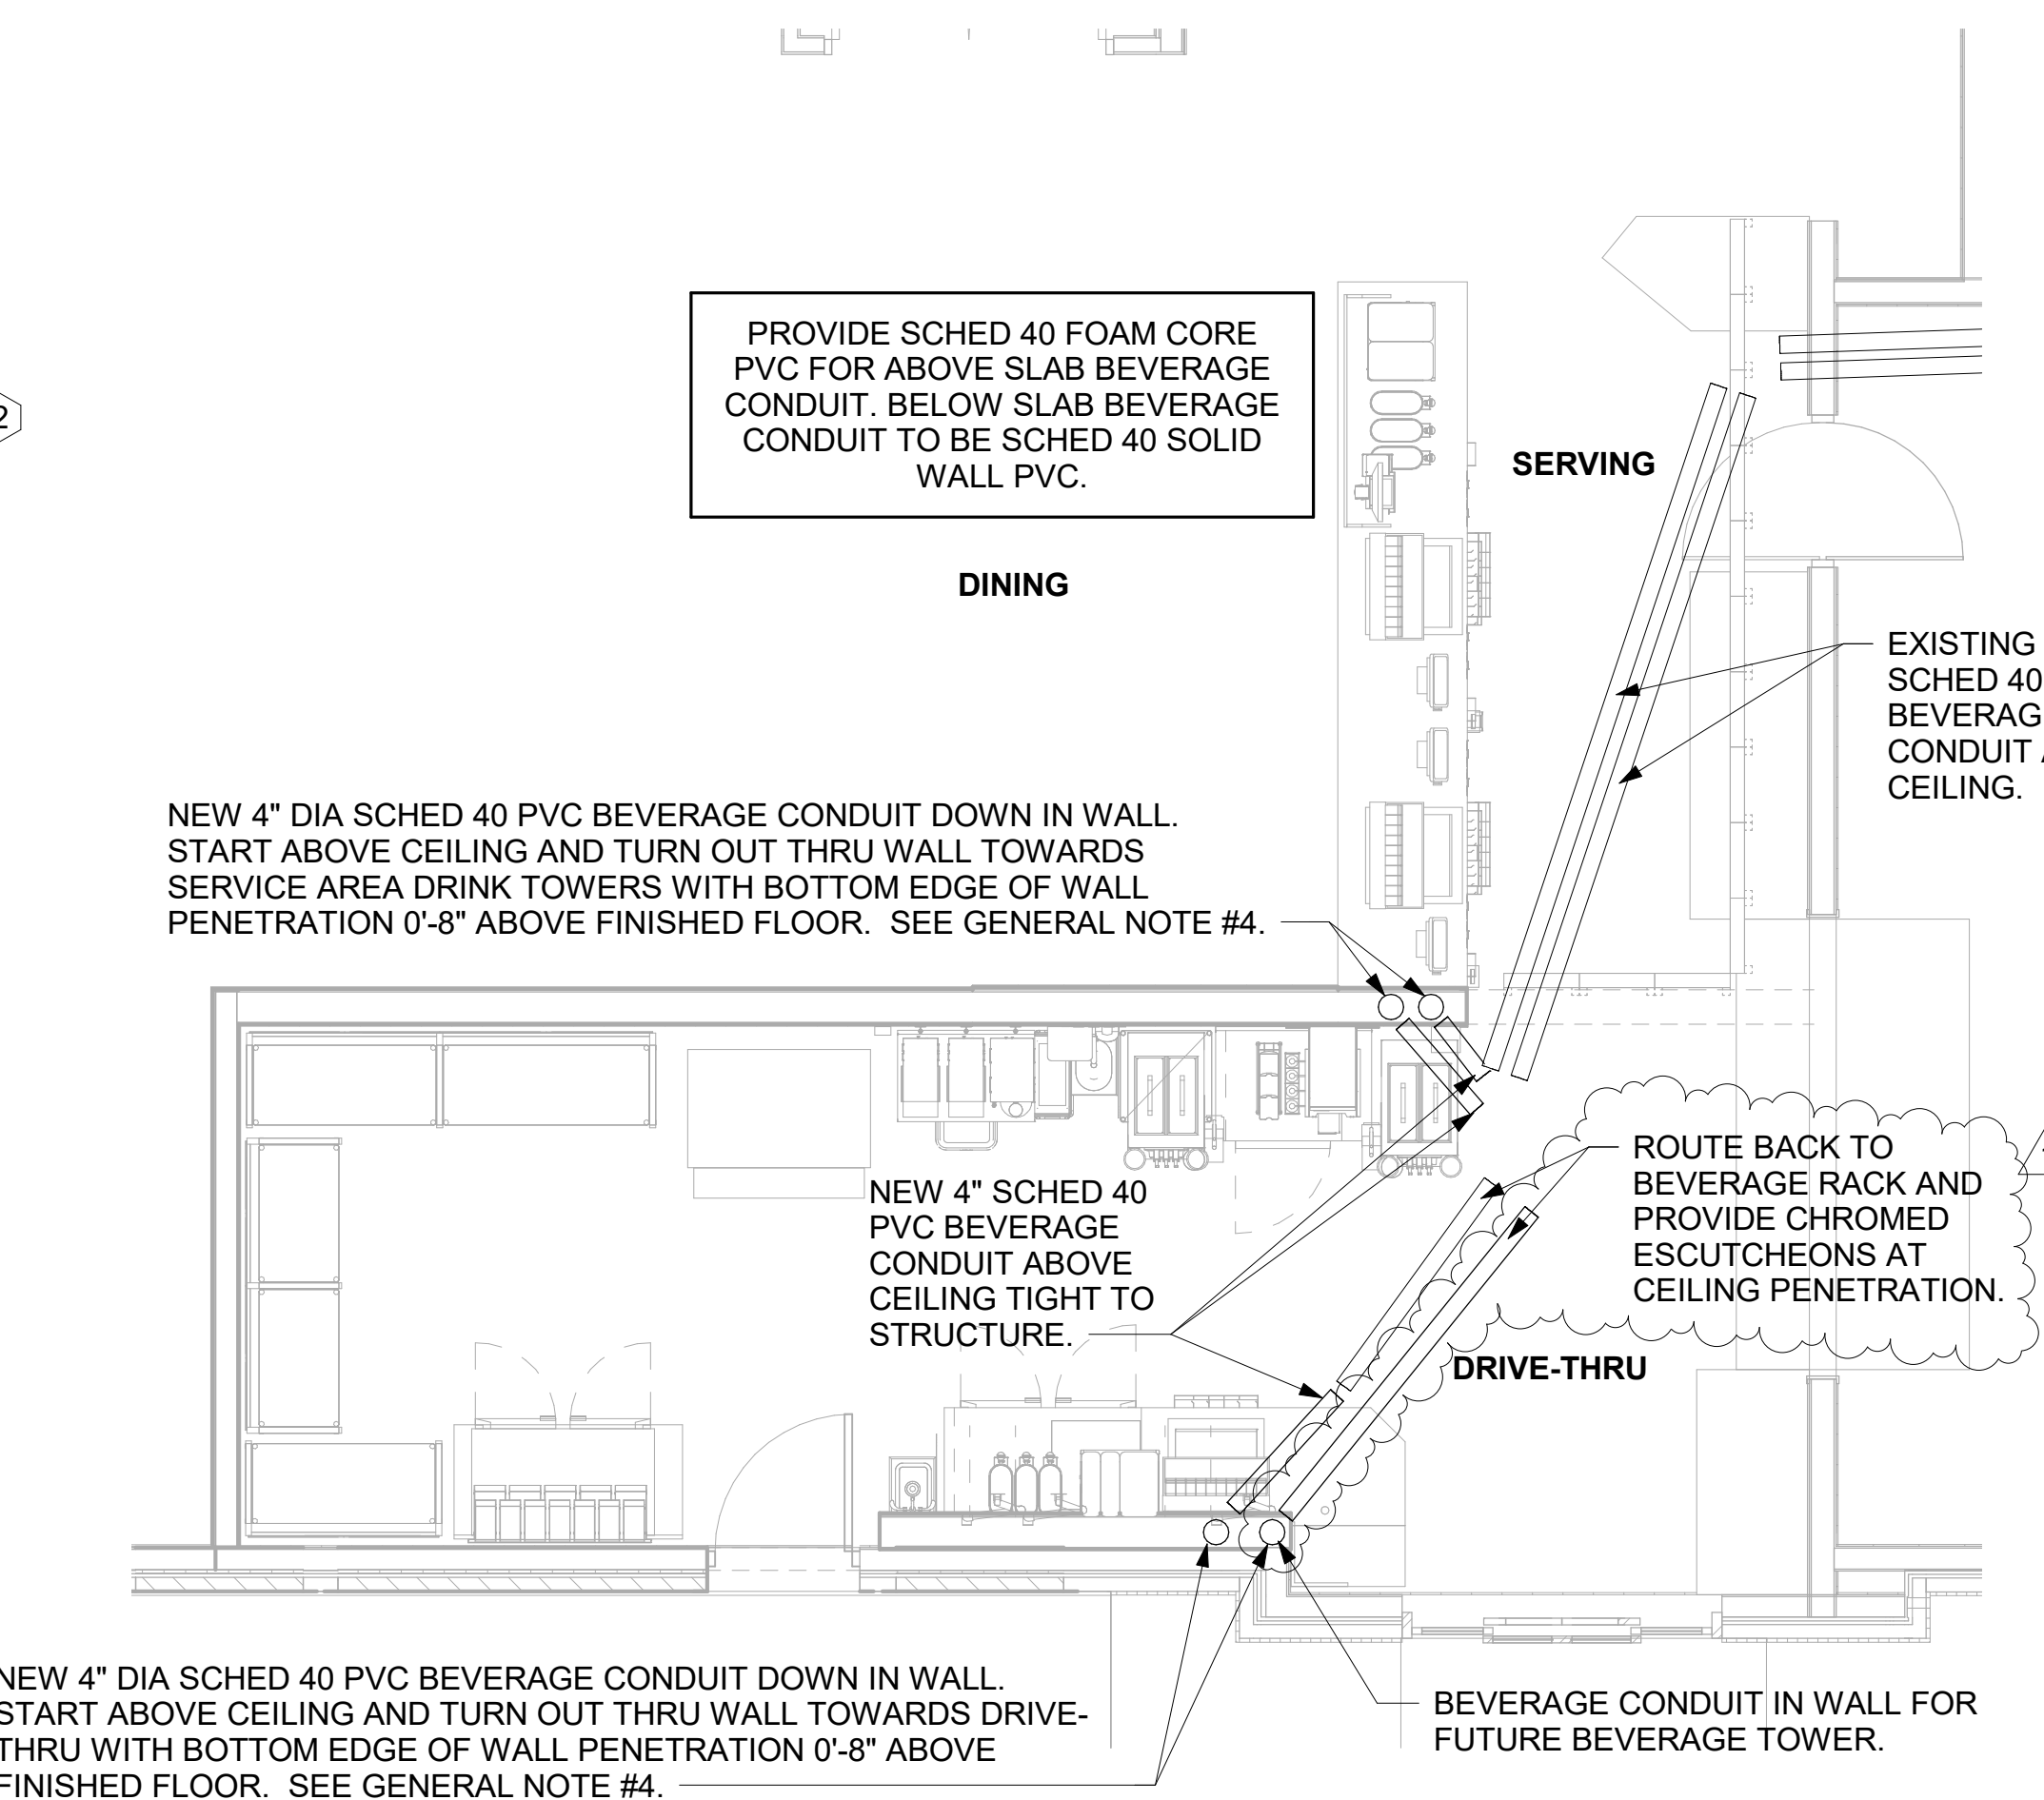 PROVIDE SCHED 40 FOAM CORE
PVC FOR ABOVE SLAB BEVERAGE
CONDUIT. BELOW SLAB BEVERAGE
CONDUIT TO BE SCHED 40 SOLID
WALL PVC.
2
SERVING
DINING
EXISTING
SCHED 40
BEVERAG
CONDUIT
CEILING.
NEW 4" DIA SCHED 40 PVC BEVERAGE CONDUIT DOWN IN WALL.
START ABOVE CEILING AND TURN OUT THRU WALL TOWARDS
SERVICE AREA DRINK TOWERS WITH BOTTOM EDGE OF WALL
PENETRATION 0'-8" ABOVE FINISHED FLOOR. SEE GENERAL NOTE #4.
ROUTE BACK TO
BEVERAGE RACK AND
PROVIDE CHROMED
ESCUTCHEONS AT
CEILING PENETRATION.
NEW 4" SCHED 40
PVC BEVERAGE
CONDUIT ABOVE
CEILING TIGHT TO
STRUCTURE.
DRIVE-THRU
NEW 4" DIA SCHED 40 PVC BEVERAGE CONDUIT DOWN IN WALL.
START ABOVE CEILING AND TURN OUT THRU WALL TOWARDS DRIVE-
THRU WITH BOTTOM EDGE OF WALL PENETRATION 0'-8" ABOVE
FINISHED FLOOR. SEE GENERAL NOTE #4.
BEVERAGE CONDUIT IN WALL FOR
FUTURE BEVERAGE TOWER.